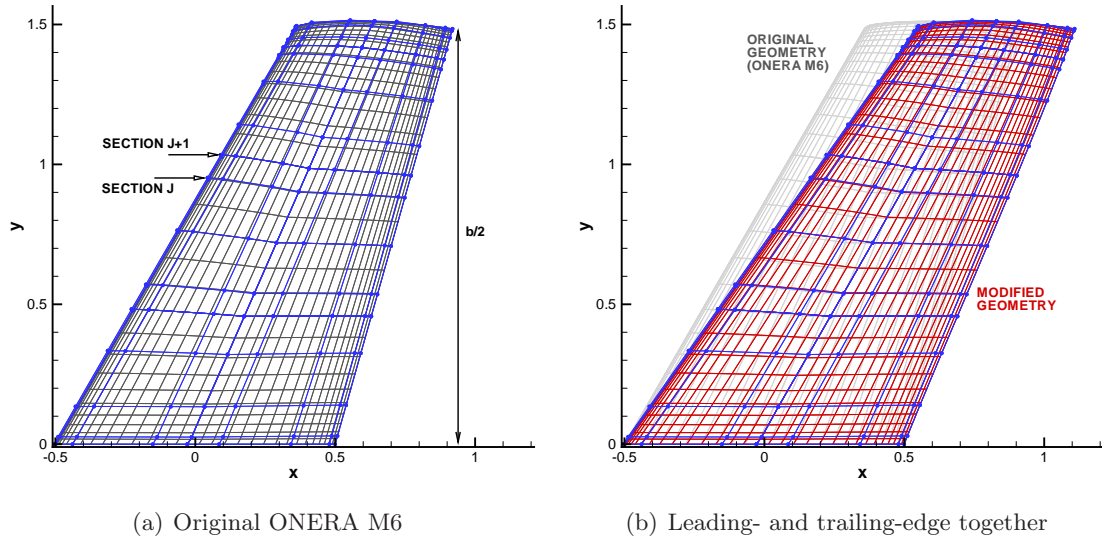 1.5
1
0.5
0
-0.5
0
0.5
1
y
x
SECTION J+1
SECTION J
b/2
(a) Original ONERA M6
1.5
1
0.5
0
-0.5
0
0.5
1
y
x
ORIGINAL
GEOMETRY
(ONERA M6)
MODIFIED
GEOMETRY
(b) Leading- and trailing-edge together